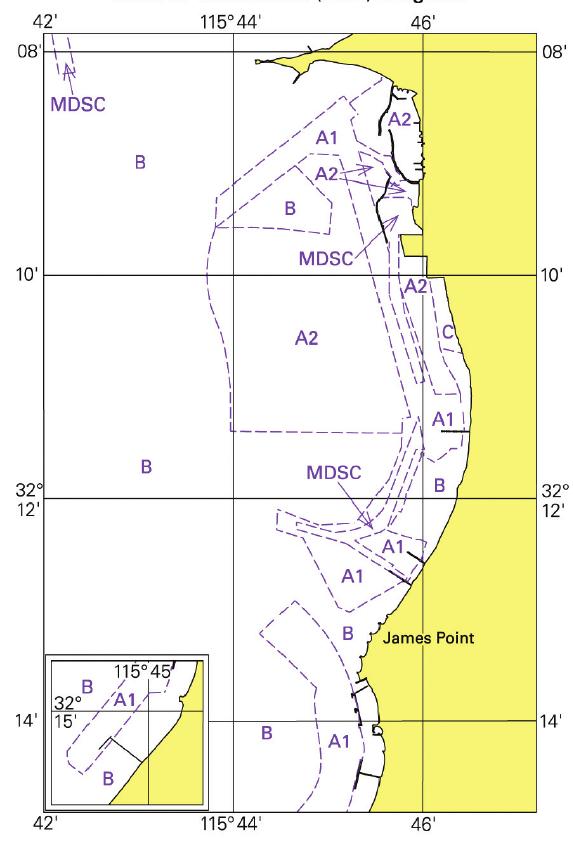 42'
115° 44'
46'
08'
08'
MDSC
A2
A1
B
A2
B
MDSC
10'
10'
A2
C
A2
A1
B
MDSC
B
32°
12'
32°
12'
A1
A1
B
James Point
115° 45'
B
A1
32°
15'
B
14'
14'
B
A1
42'
115° 44'
46'